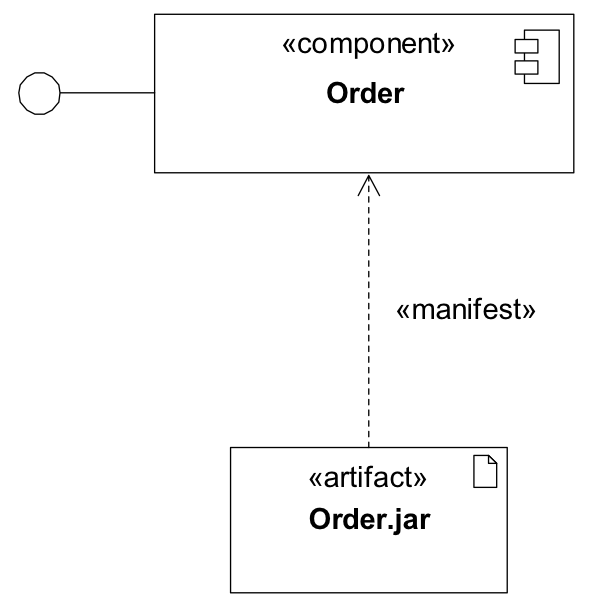 «component»
Order
«manifest»
«artifact»
Order.jar